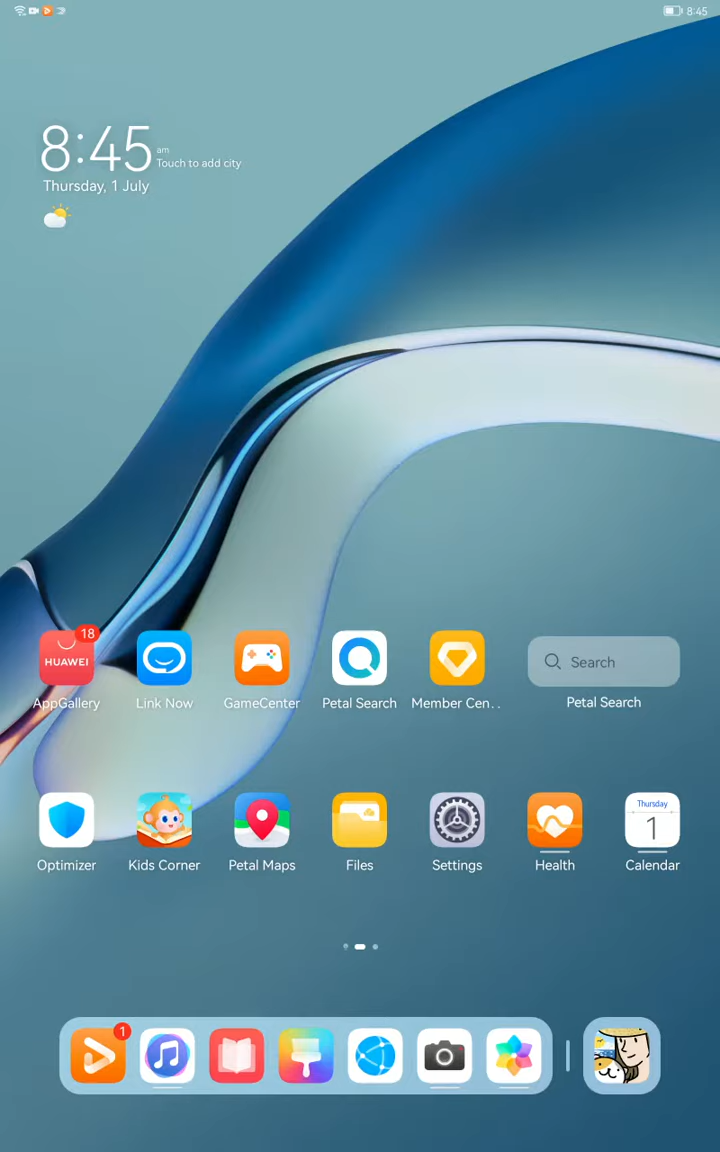 8:45
8:45
am
Touch to add city
Thursday, 1 July
18
HUAWEI
Search
AppGallery
Link Now
GameCenter
Petal Search
Member Cen..
Petal Search
Thursday
1
Optimizer
Kids Corner
Petal Maps
Files
Settings
Health
Calendar
1